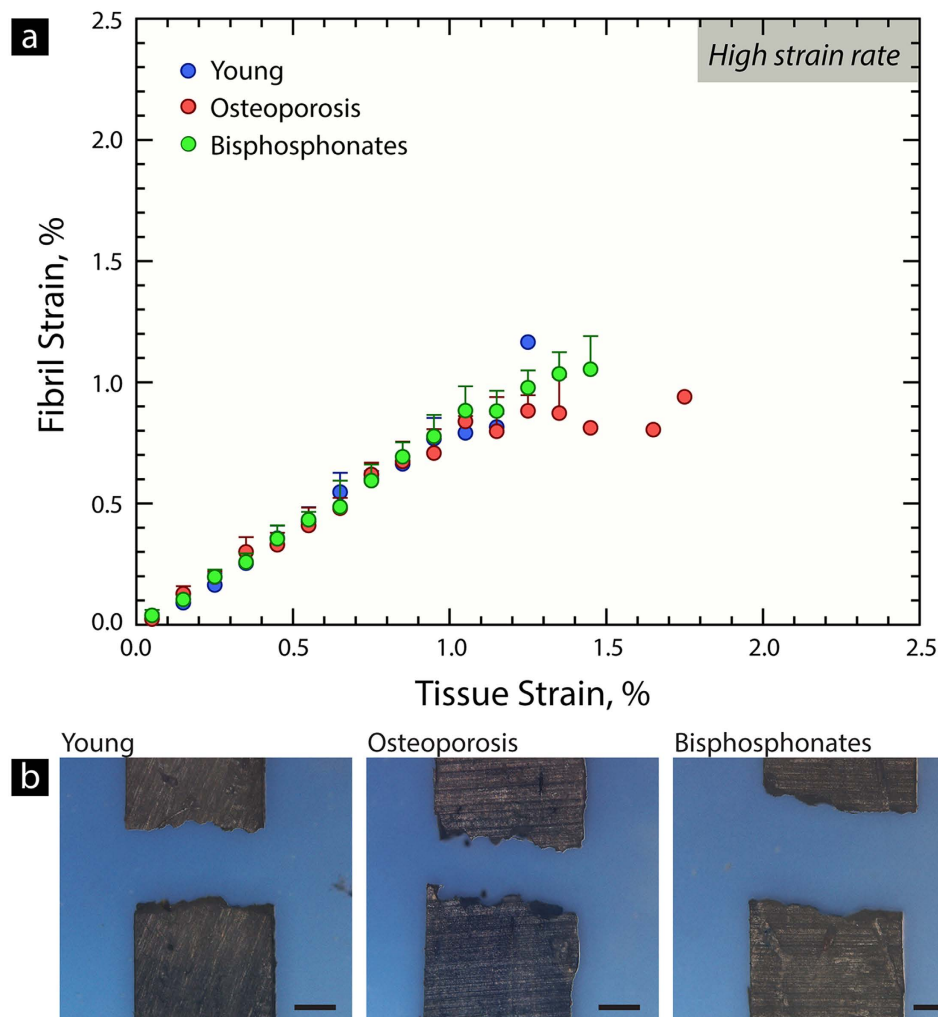 a
High strain rate
Young
Osteoporosis
Bisphosphonates
2.5
2.0
1.5
1.0
0.5
0.0
Fibril Strain, %
0.0 0.5 1.0 1.5 2.0 2.5
Tissue Strain, %
b
Young Osteoporosis Bisphosphonates